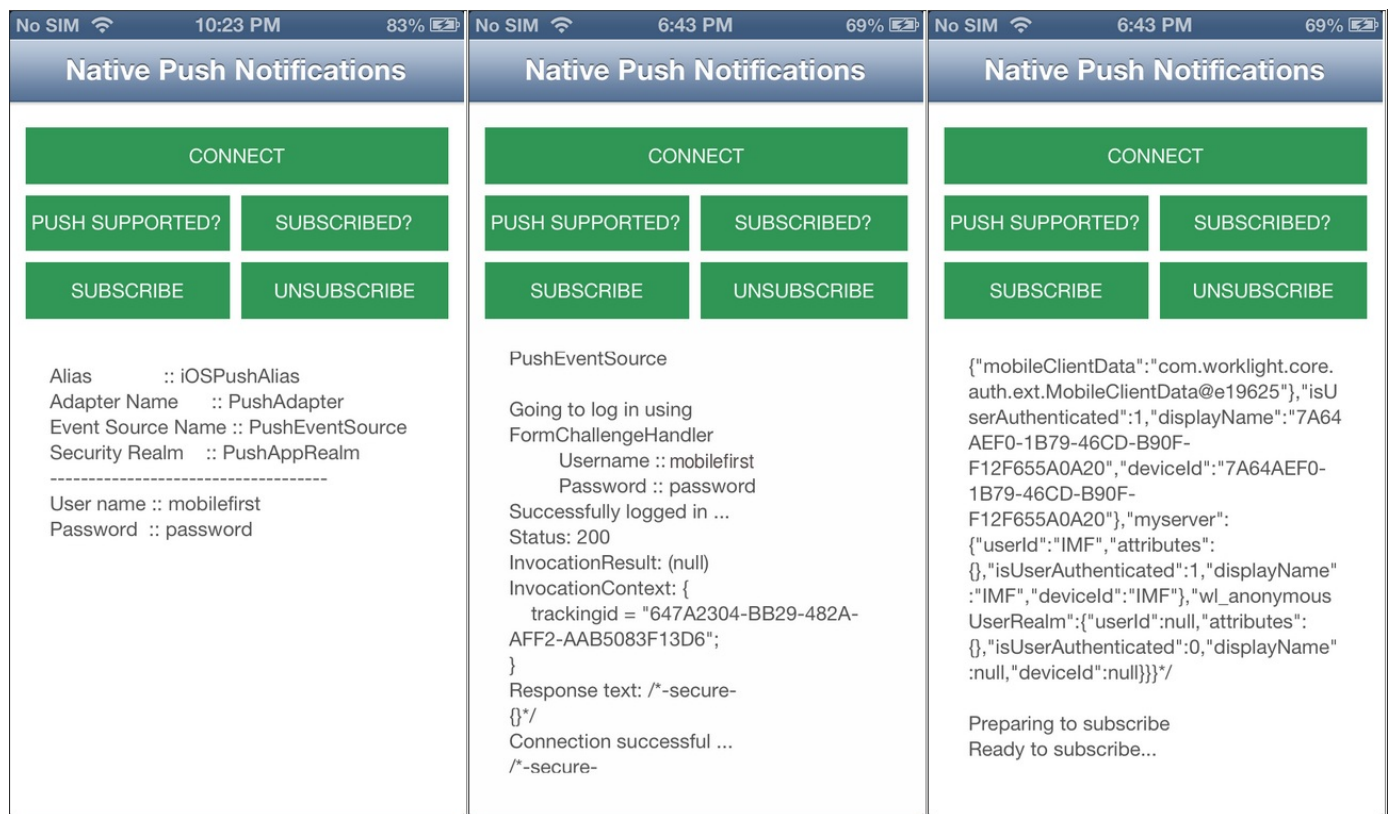 No SIM 10:23 PM 83%
Native Push Notifications
CONNECT
PUSH SUPPORTED? SUBSCRIBED?
SUBSCRIBE UNSUBSCRIBE
Alias :: iOSPushAlias
Adapter Name :: PushAdapter
Event Source Name :: PushEventSource
Security Realm :: PushAppRealm
------------------------------------
User name :: mobilefirst
Password :: password
No SIM 6:43 PM 69%
Native Push Notifications
CONNECT
PUSH SUPPORTED? SUBSCRIBED?
SUBSCRIBE UNSUBSCRIBE
PushEventSource
Going to log in using
FormChallengeHandler
Username :: mobilefirst
Password :: password
Successfully logged in ...
Status: 200
InvocationResult: (null)
InvocationContext: {
trackingid = "647A2304-BB29-482A-
AFF2-AAB5083F13D6";
}
Response text: /*-secure-
{}*/
Connection successful ...
/*-secure-
No SIM 6:43 PM 69%
Native Push Notifications
CONNECT
PUSH SUPPORTED? SUBSCRIBED?
SUBSCRIBE UNSUBSCRIBE
{"mobileClientData":"com.worklight.core.
auth.ext.MobileClientData@e19625"},"isU
serAuthenticated":1,"displayName":"7A64
AEF0-1B79-46CD-B90F-
F12F655A0A20","deviceId":"7A64AEF0-
1B79-46CD-B90F-
F12F655A0A20"},"myserver":
{"userId":"IMF","attributes":
{},"isUserAuthenticated":1,"displayName"
:"IMF","deviceId":"IMF"},"wl_anonymous
UserRealm":{"userId":null,"attributes":
{},"isUserAuthenticated":0,"displayName"
:null,"deviceId":null}}}*/
Preparing to subscribe
Ready to subscribe...